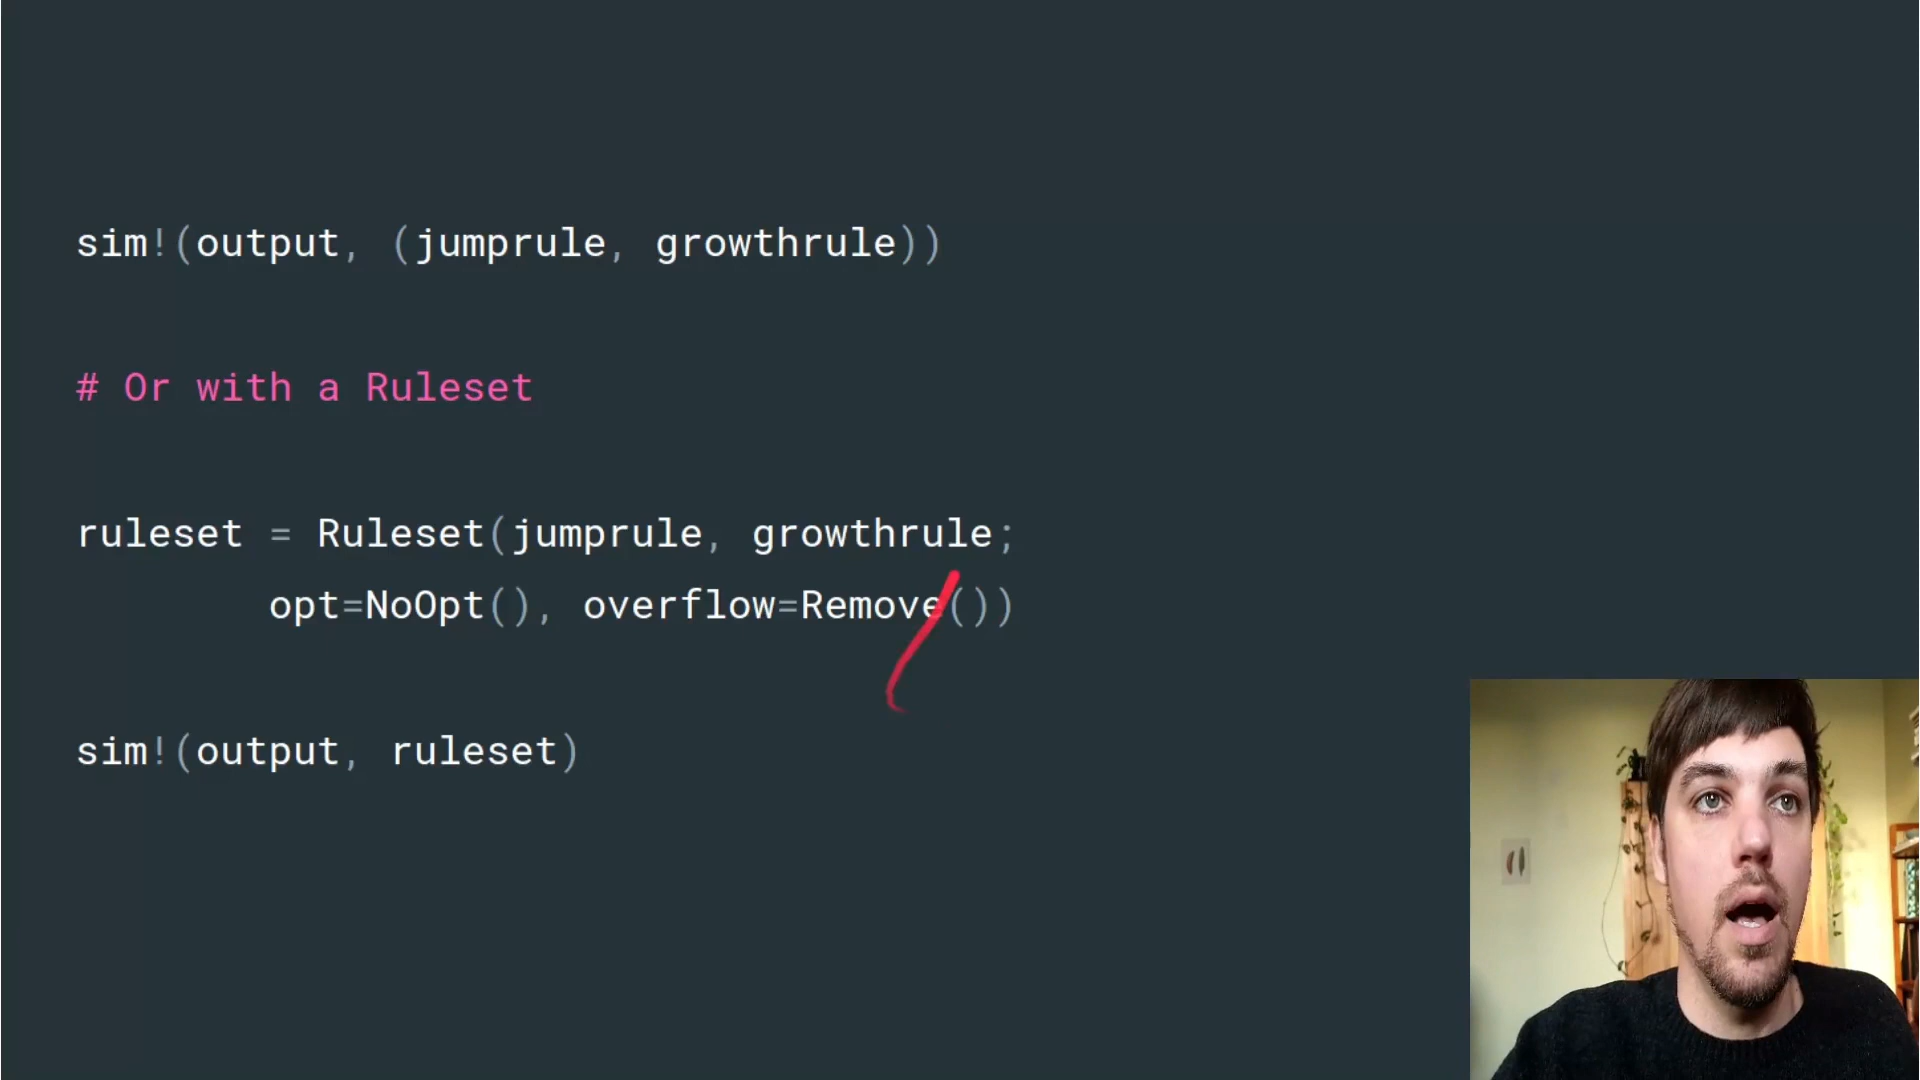 sim!(output, (jumprule, growthrule))
# Or with a Ruleset
ruleset = Ruleset(jumprule, growthrule;
opt=NoOpt(), overflow=Remove())
sim!(output, ruleset)